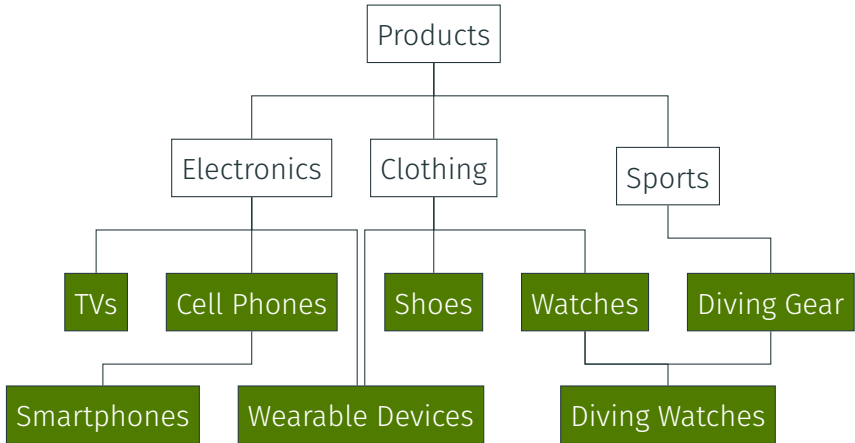 Products
Electronics
Clothing
Sports
TVs
Cell Phones
Shoes
Watches
Diving Gear
Smartphones
Wearable Devices
Diving Watches